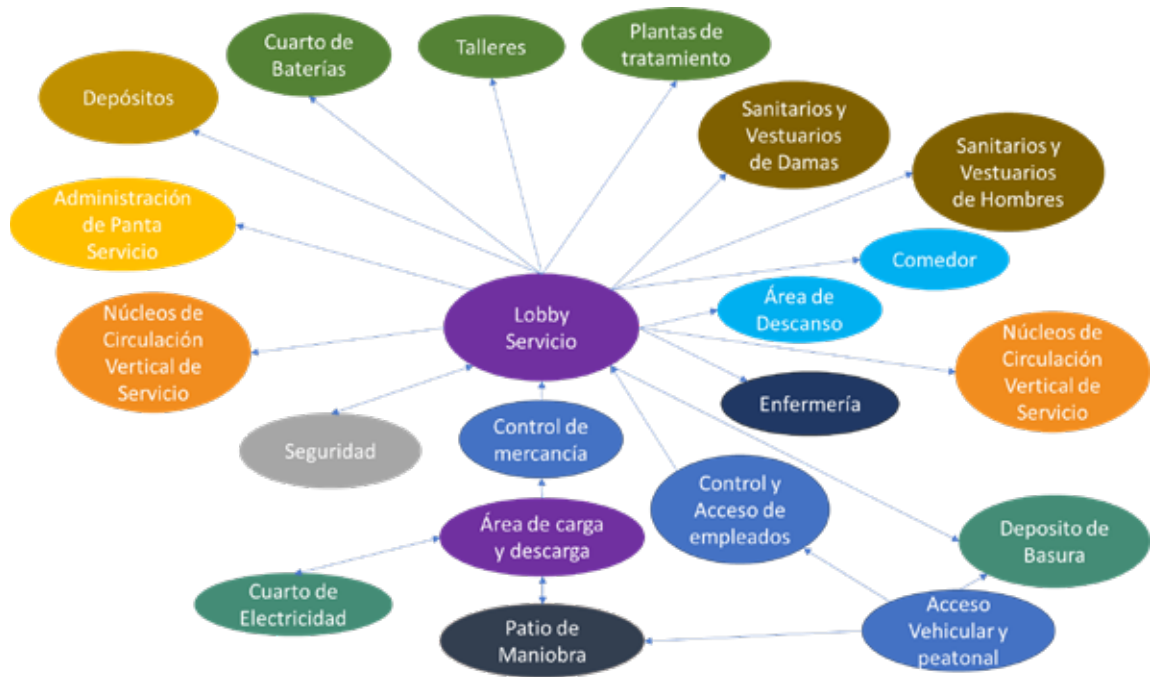 Cuarto de
Baterías
Talleres
Plantas de
tratamiento
Depósitos
Sanitarios y
Vestuarios
de Damas
Sanitarios y
Vestuarios
de Hombres
Administración
de Panta
Servicio
Comedor
Lobby
Servicio
Área de
Descanso
Núcleos de
Circulación
Vertical de
Servicio
Núcleos de
Circulación
Vertical de
Servicio
Enfermería
Seguridad
Control de
mercancía
Control y
Acceso de
empleados
Área de carga
y descarga
Deposito de
Basura
Cuarto de
Electricidad
Patio de
Maniobra
Acceso
Vehicular y
peatonal